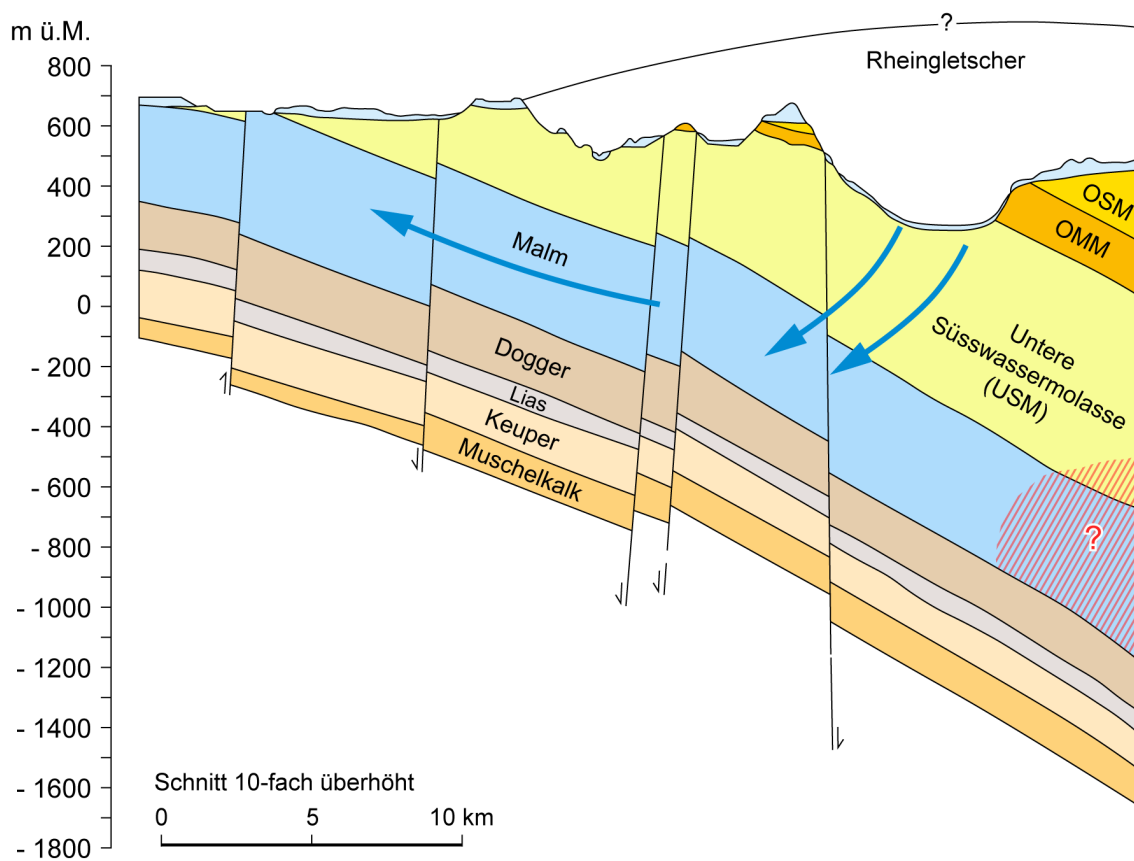 m ü.M.
800
600
400
200
0
- 200
- 400
- 600
- 800
- 1000
- 1200
- 1400
- 1600
- 1800
?
Rheingletscher
OSM
OMM
Malm
Untere
Süsswassermolasse
(USM)
Dogger
Lias
Keuper
Muschelkalk
?
Schnitt 10-fach überhöht
0 5 10 km